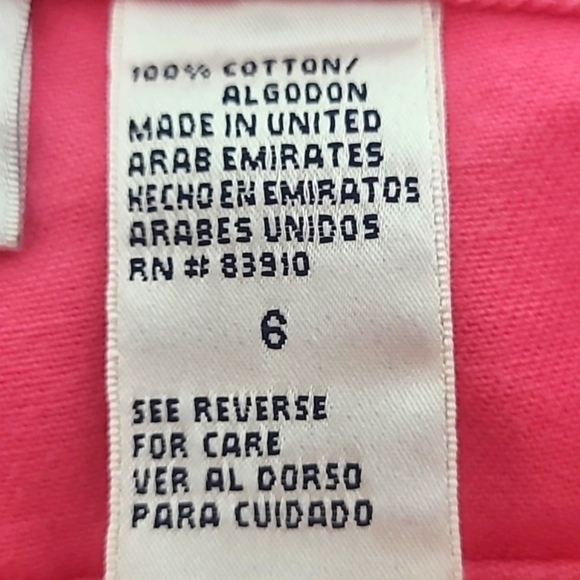 100% COTTON/
ALGODON
MADE IN UNITED
ARAB EMIRATES
HECHO EN EMIRATOS
ARABES UNIDOS
RN # 83910
6
SEE REVERSE
FOR CARE
VER AL DORSO
PARA CUIDADO